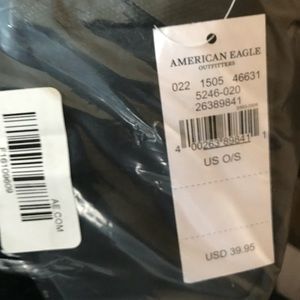 AMERICAN EAGLE
OUTFITTERS
022 1505 46631
5246-020
26389841
4 00263 89841 1
US O/S
USD 39.95
AE.COM